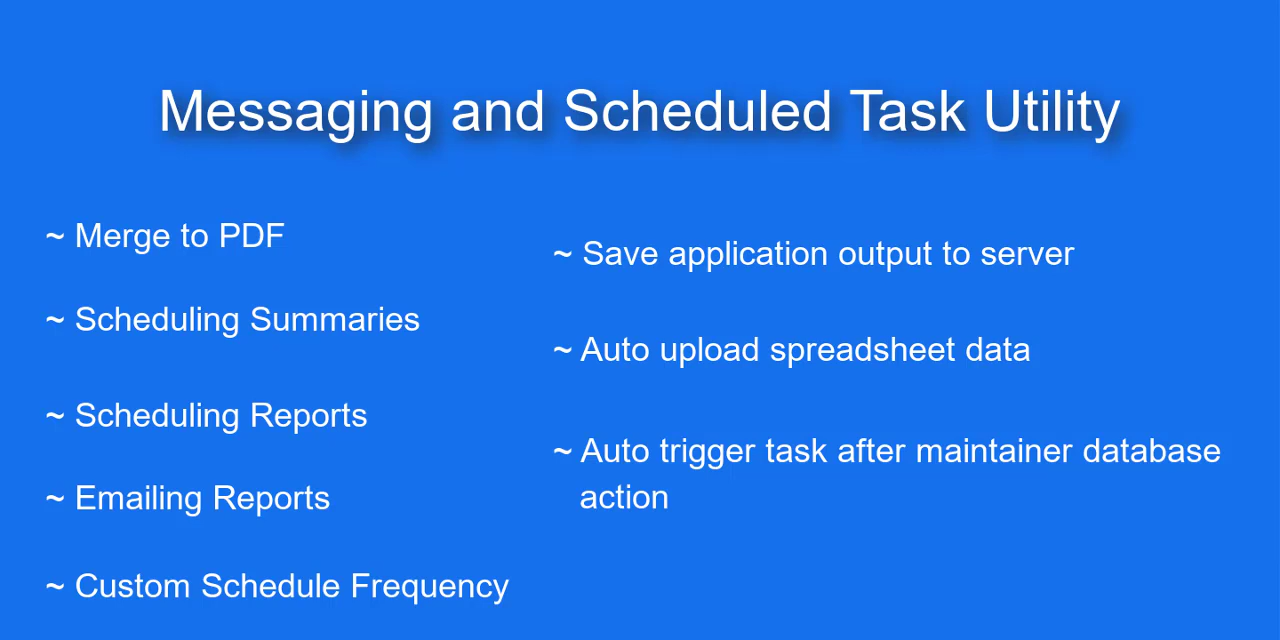 Messaging and Scheduled Task Utility
~ Merge to PDF
~ Scheduling Summaries
~ Scheduling Reports
~ Emailing Reports
~ Custom Schedule Frequency
~ Save application output to server
~ Auto upload spreadsheet data
~ Auto trigger task after maintainer database
action